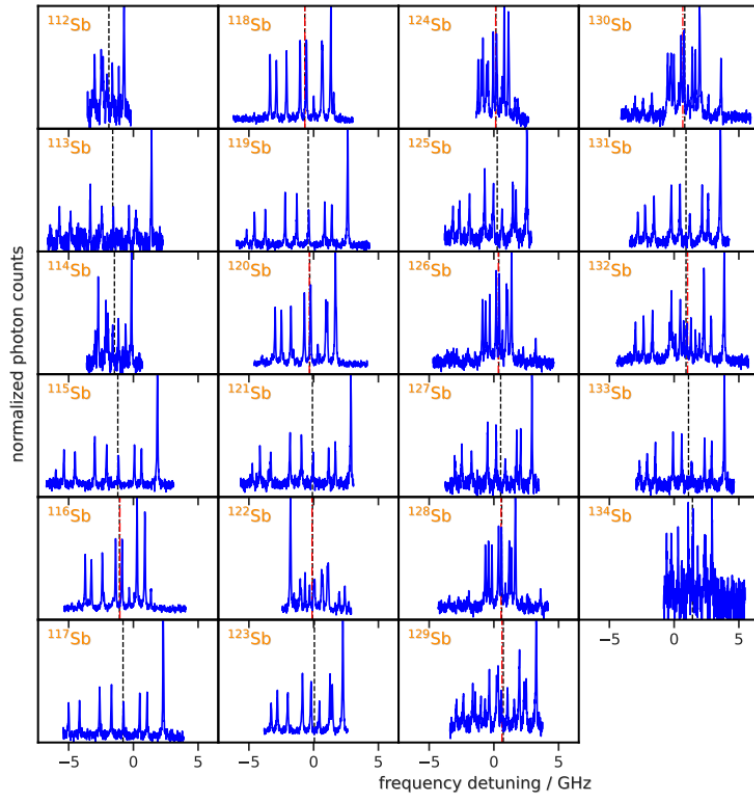 ¹¹²Sb ¹¹⁸Sb ¹²⁴Sb ¹³⁰Sb
¹¹³Sb ¹¹⁹Sb ¹²⁵Sb ¹³¹Sb
¹¹⁴Sb ¹²⁰Sb ¹²⁶Sb ¹³²Sb
¹¹⁵Sb ¹²¹Sb ¹²⁷Sb ¹³³Sb
¹¹⁶Sb ¹²²Sb ¹²⁸Sb ¹³⁴Sb
−5 0 5
¹¹⁷Sb ¹²³Sb ¹²⁹Sb
−5 0 5 −5 0 5 −5 0 5
normalized photon counts
frequency detuning / GHz